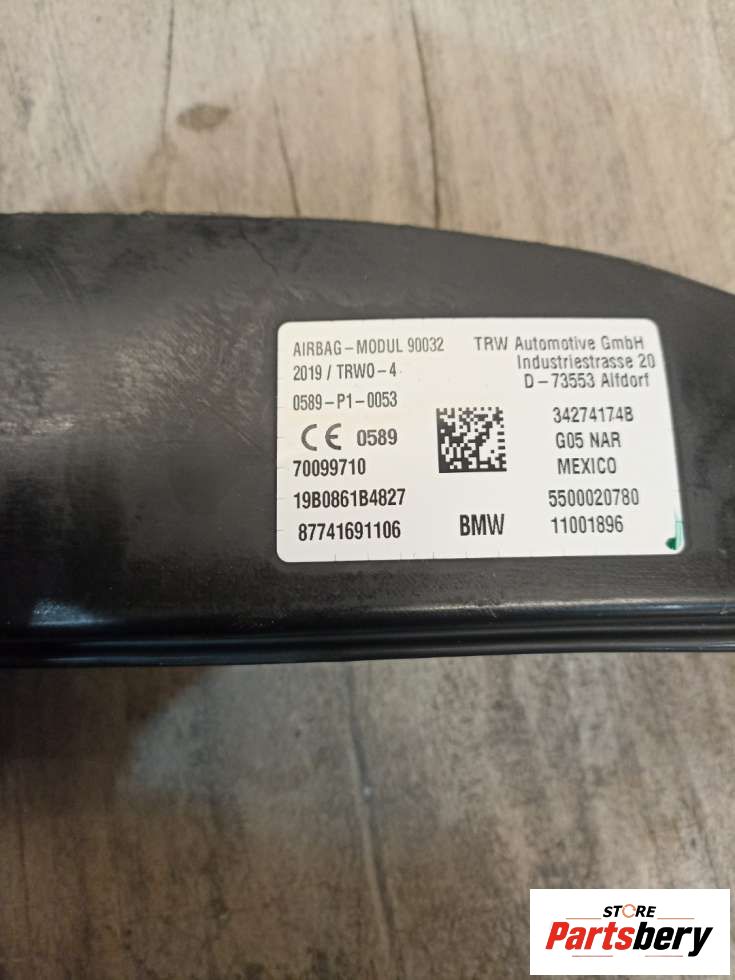 AIRBAG-MODUL 90032
2019 / TRWO-4
0589-P1-0053
CE 0589
70099710
19B0861B4827
87741691106
BMW
TRW Automotive GmbH
Industriestrasse 20
D-73553 Alfdorf
34274174B
G05 NAR
MEXICO
5500020780
11001896
STORE
Partsbery